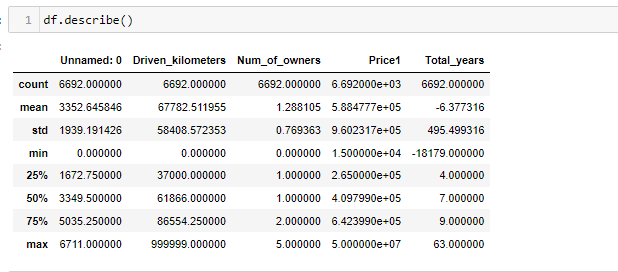 1 df.describe()
Unnamed: 0 Driven_kilometers Num_of_owners Price1 Total_years
count 6692.000000 6692.000000 6692.000000 6.692000e+03 6692.000000
mean 3352.645846 67782.511955 1.288105 5.884777e+05 -6.377316
std 1939.191426 58408.572353 0.769363 9.602317e+05 495.499316
min 0.000000 0.000000 0.000000 1.500000e+04 -18179.000000
25% 1672.750000 37000.000000 1.000000 2.650000e+05 4.000000
50% 3349.500000 61866.000000 1.000000 4.097990e+05 7.000000
75% 5035.250000 86554.250000 2.000000 6.423990e+05 9.000000
max 6711.000000 999999.000000 5.000000 5.000000e+07 63.000000